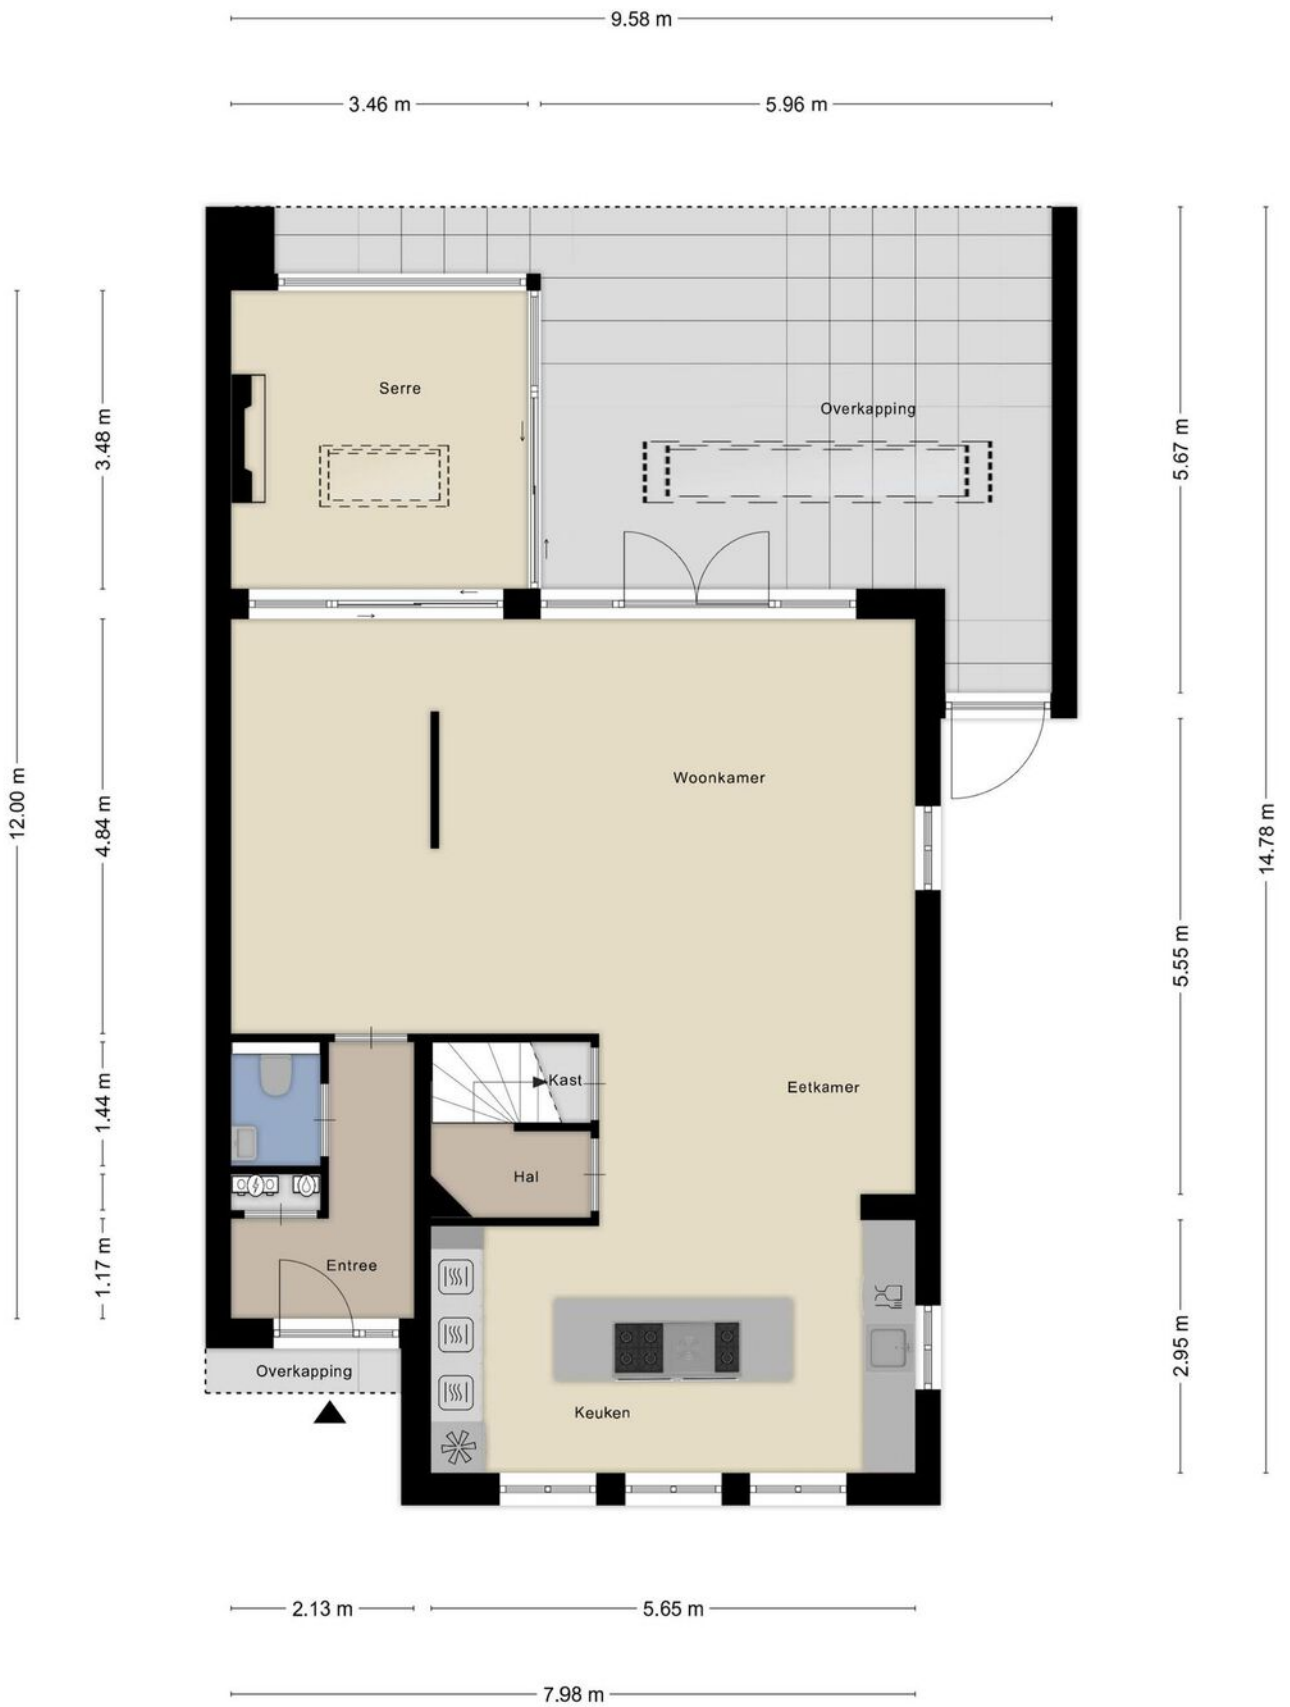 9.58 m
3.46 m
5.96 m
Serre
Overkapping
3.48 m
5.67 m
12.00 m
4.84 m
Woonkamer
14.78 m
5.55 m
Kast
Eetkamer
1.44 m
Hal
Entree
1.17 m
2.95 m
Overkapping
Keuken
2.13 m
5.65 m
7.98 m